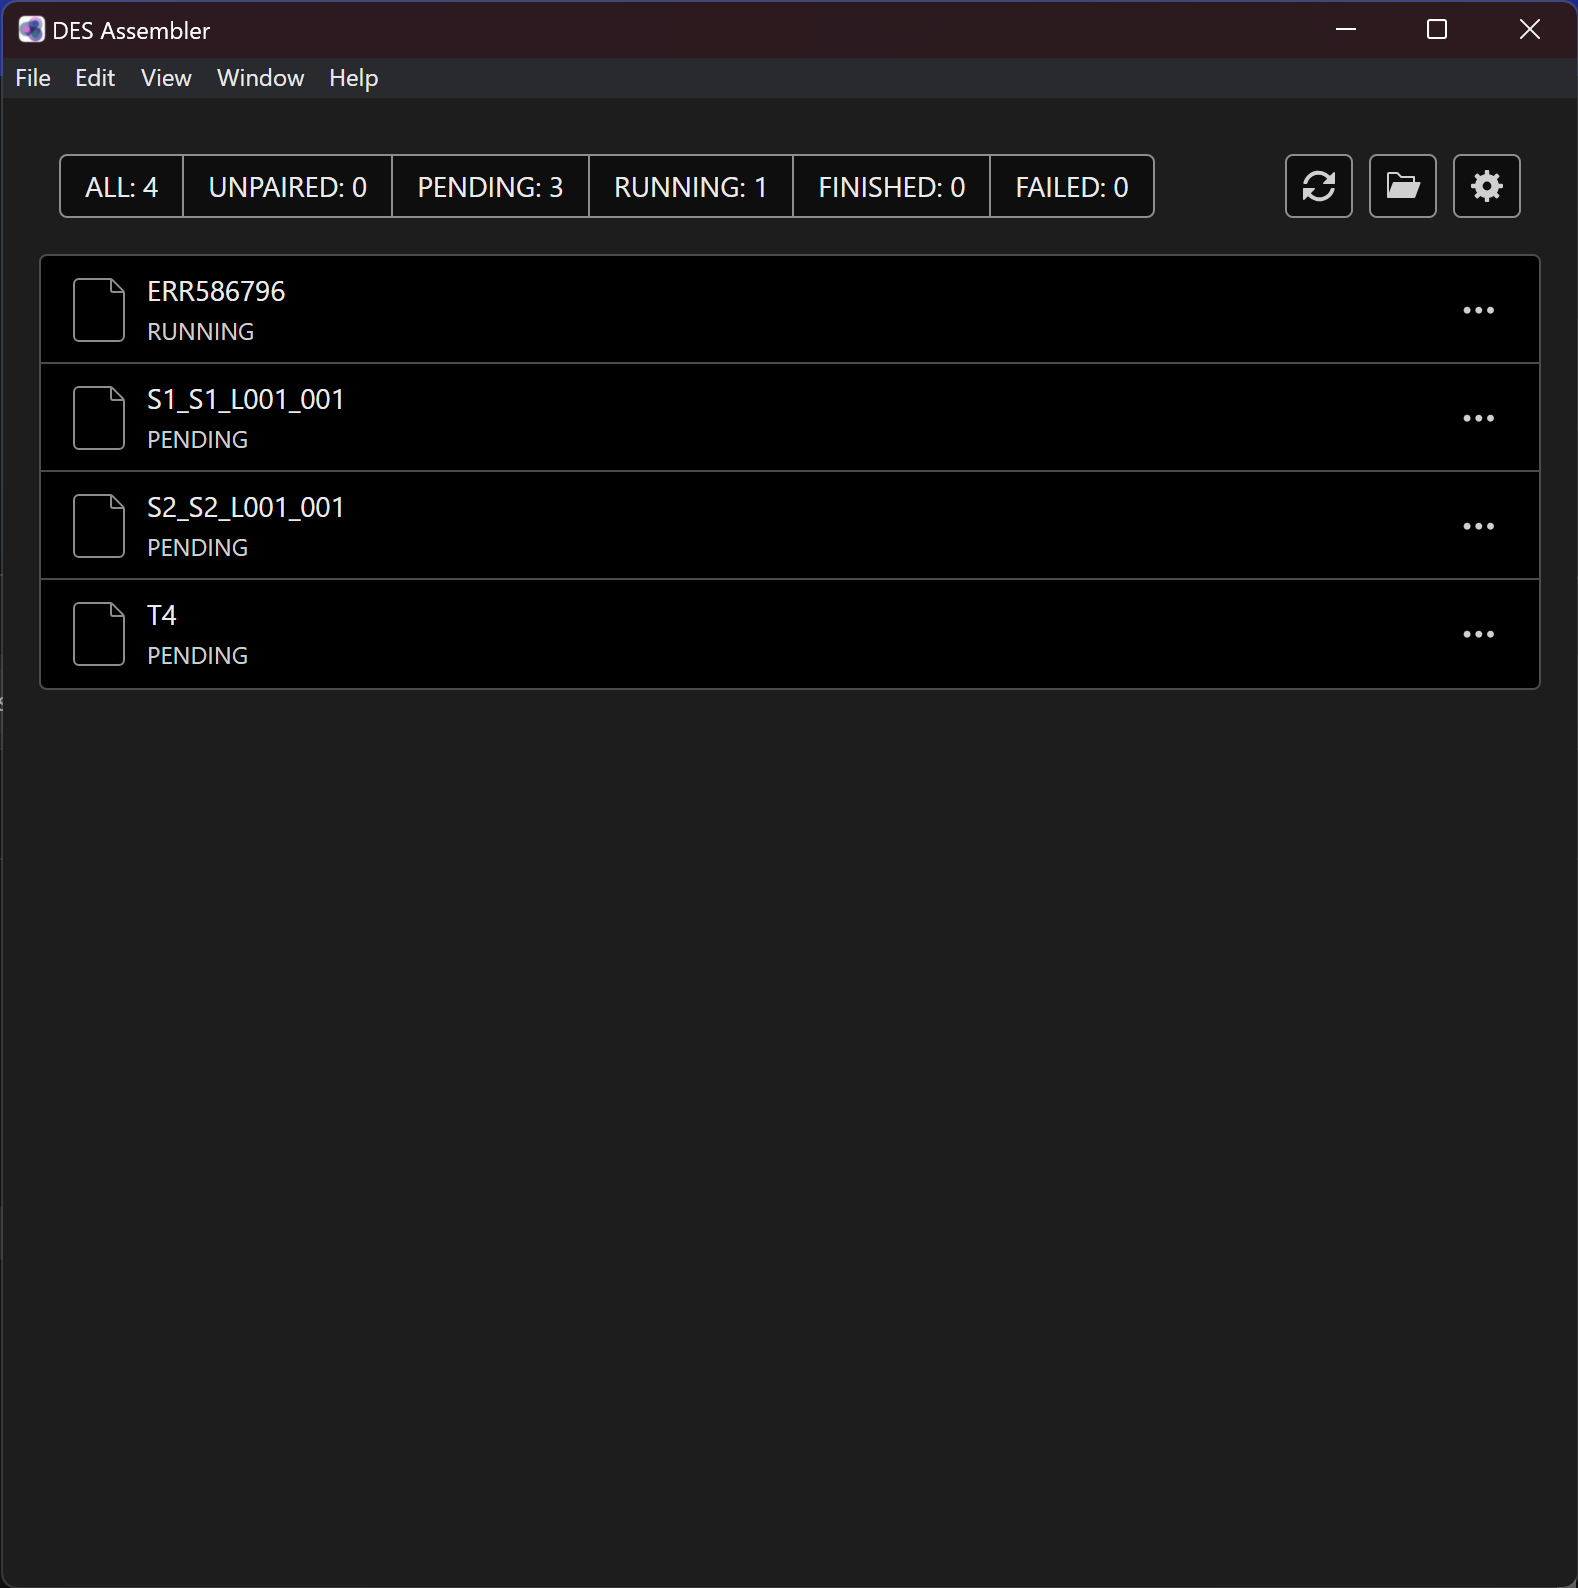 DES Assembler
File Edit View Window Help
ALL: 4 UNPAIRED: 0 PENDING: 3 RUNNING: 1 FINISHED: 0 FAILED: 0
ERR586796
RUNNING
S1_S1_L001_001
PENDING
S2_S2_L001_001
PENDING
T4
PENDING